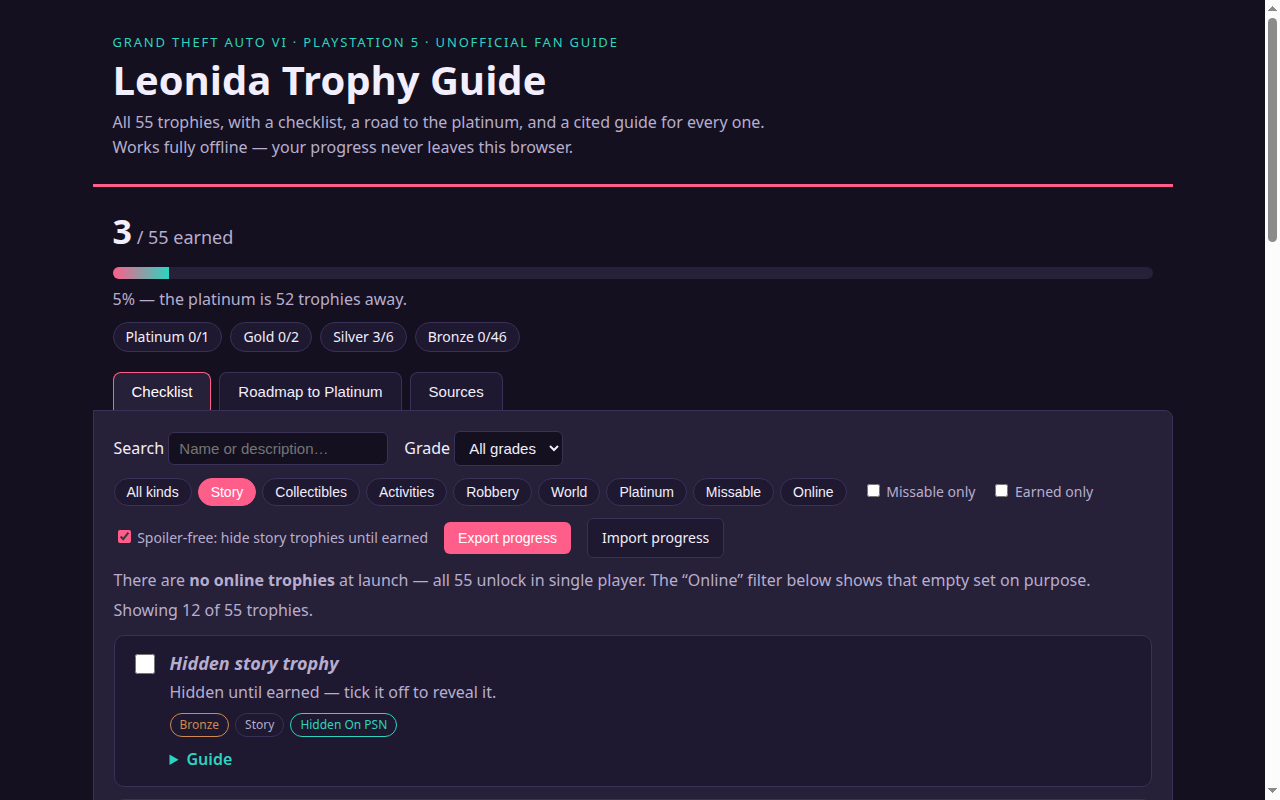 GRAND THEFT AUTO VI · PLAYSTATION 5 · UNOFFICIAL FAN GUIDE
Leonida Trophy Guide
All 55 trophies, with a checklist, a road to the platinum, and a cited guide for every one.
Works fully offline — your progress never leaves this browser.
3 / 55 earned
5% — the platinum is 52 trophies away.
Platinum 0/1 Gold 0/2 Silver 3/6 Bronze 0/46
Checklist Roadmap to Platinum Sources
Search Name or description… Grade All grades
All kinds Story Collectibles Activities Robbery World Platinum Missable Online Missable only Earned only
Spoiler-free: hide story trophies until earned Export progress Import progress
There are no online trophies at launch — all 55 unlock in single player. The “Online” filter below shows that empty set on purpose.
Showing 12 of 55 trophies.
Hidden story trophy
Hidden until earned — tick it off to reveal it.
Bronze Story Hidden On PSN
Guide